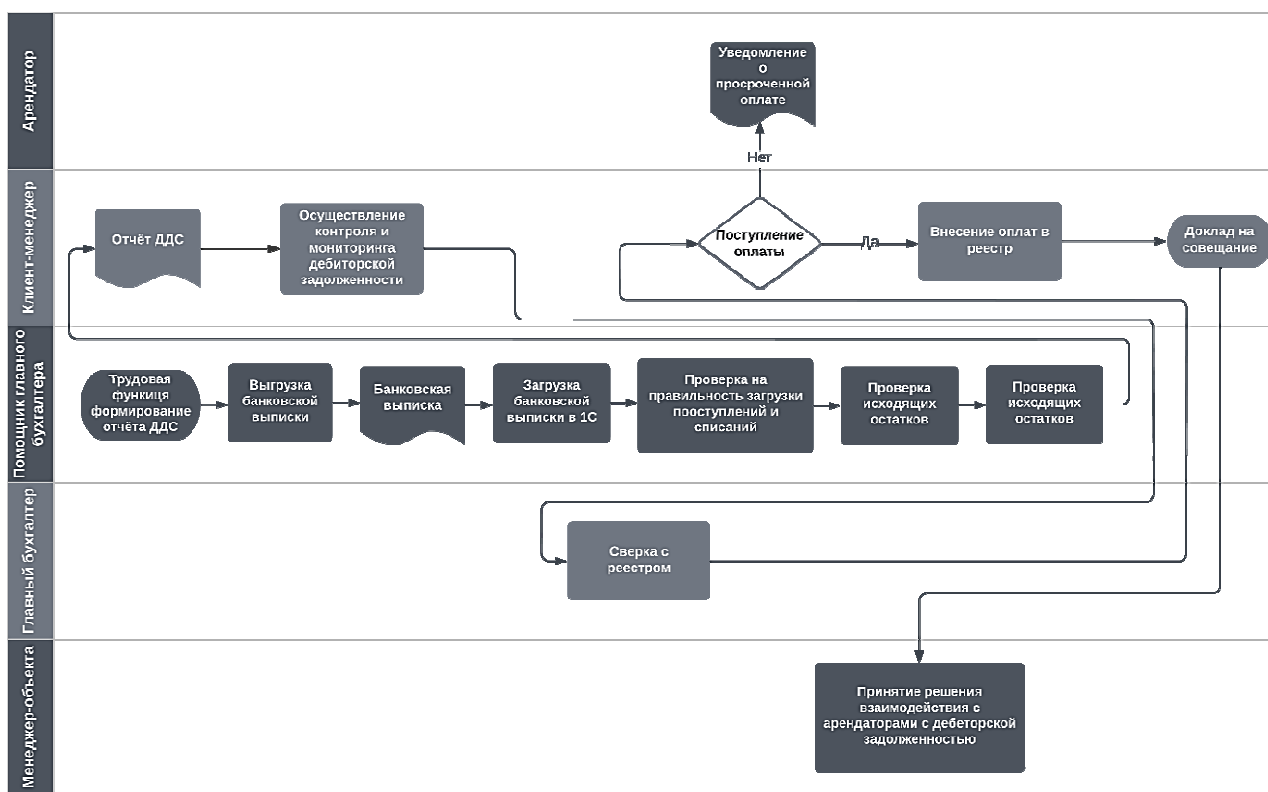 Арендатор
Уведомление
о
просроченной
оплате
Нет
Клиент-менеджер
Отчёт ДДС
Осуществление
контроля и
мониторинга
дебиторской
задолженности
Поступление
оплаты
Да
Внесение оплат в
реестр
Доклад на
совещание
Помощник главного
бухгалтера
Трудовая
функиця
формирование
отчёта ДДС
Выгрузка
банковской
выписки
Банковская
выписка
Загрузка
банковской
выписки в 1С
Проверка на
правильность загрузки
пооступлений и
списаний
Проверка
исходящих
остатков
Проверка
исходящих
остатков
Главный бухгалтер
Сверка с
реестром
Менеджер-объекта
Принятие решения
взаимодействия с
арендаторами с дебеторской
задолженностью